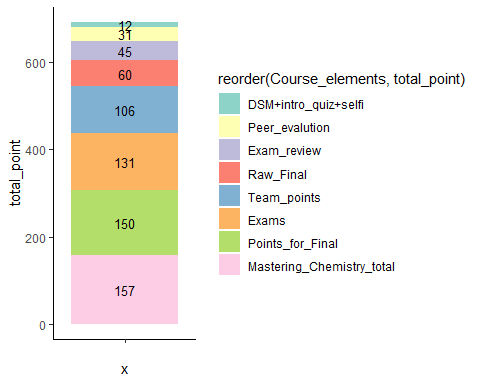 total_point
600
400
200
0
12
31
45
60
106
131
150
157
x
reorder(Course_elements, total_point)
DSM+intro_quiz+selfi
Peer_evalution
Exam_review
Raw_Final
Team_points
Exams
Points_for_Final
Mastering_Chemistry_total